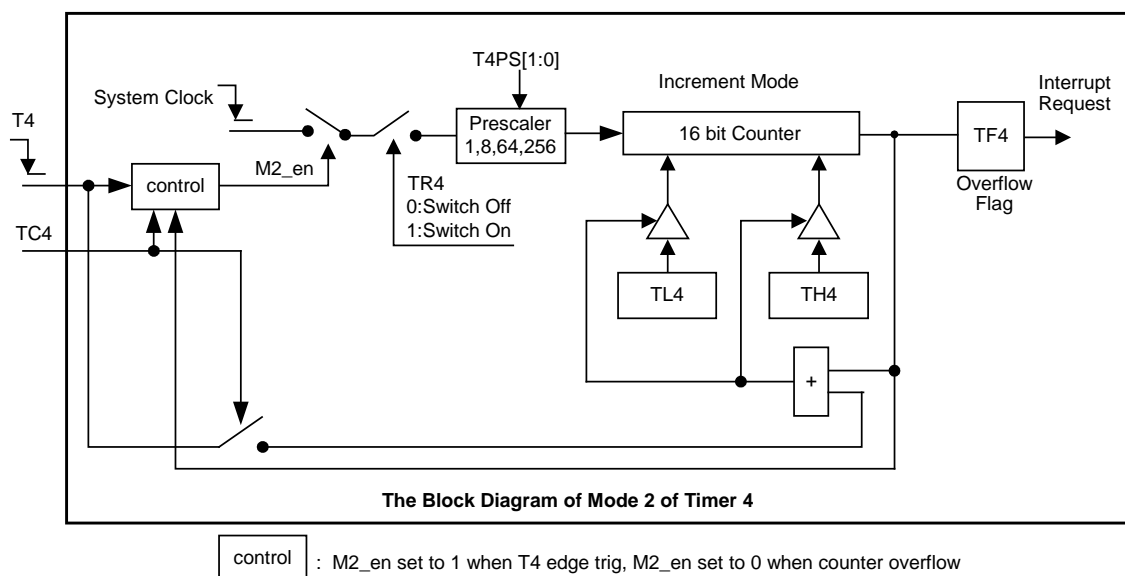 T4PS[1:0]
Increment Mode
Interrupt
Request
System Clock
T4
Prescaler
1,8,64,256
16 bit Counter
TF4
Overflow
Flag
control
M2_en
TR4
0:Switch Off
1:Switch On
TC4
TL4
TH4
+
The Block Diagram of Mode 2 of Timer 4
control : M2_en set to 1 when T4 edge trig, M2_en set to 0 when counter overflow